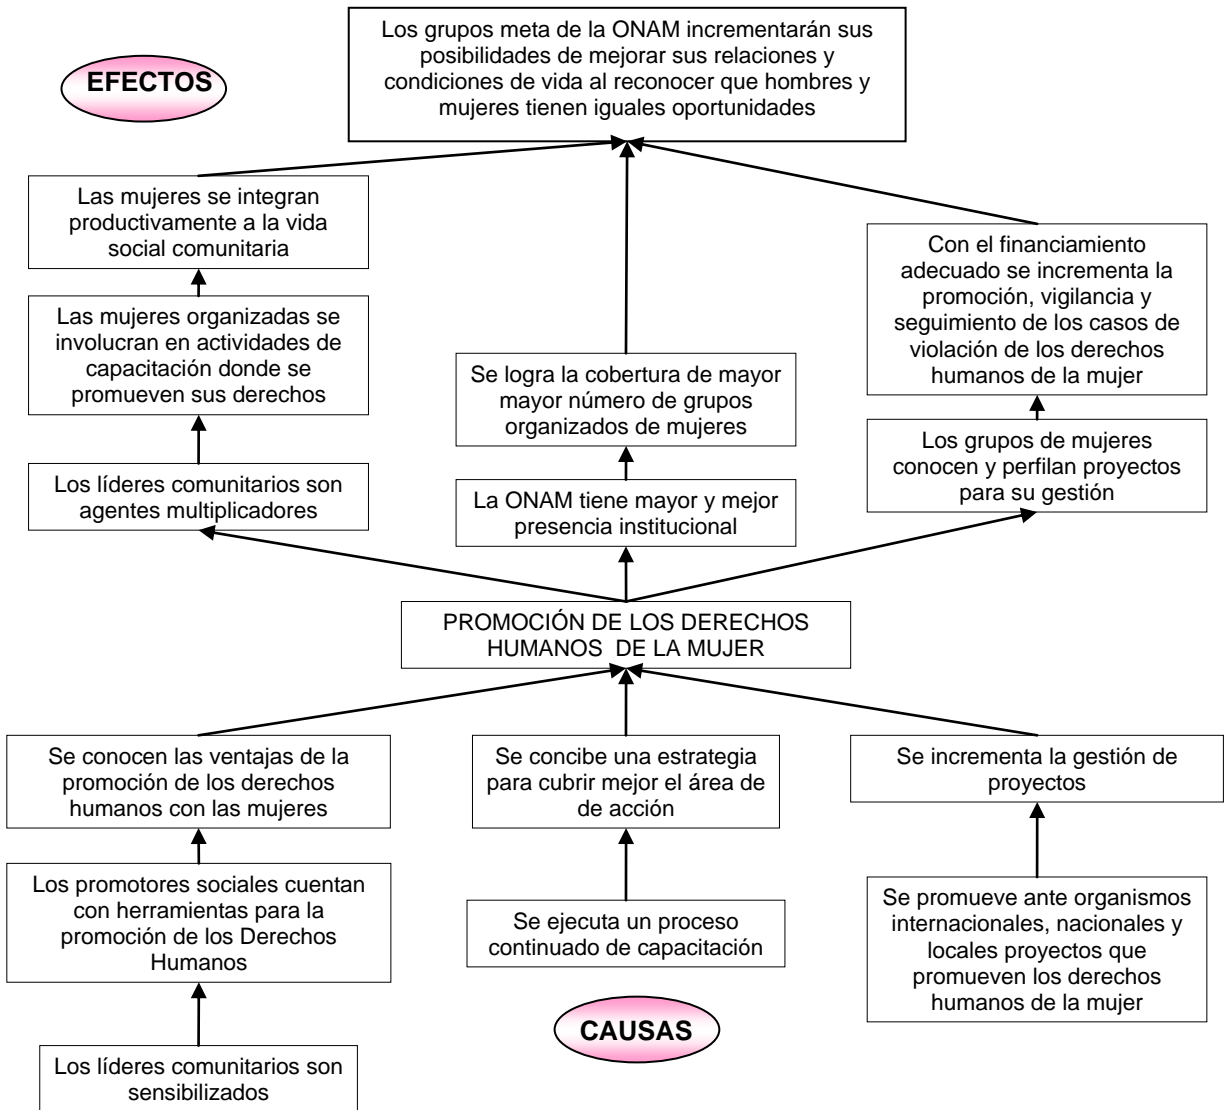 Los grupos meta de la ONAM incrementarán sus
posibilidades de mejorar sus relaciones y
condiciones de vida al reconocer que hombres y
mujeres tienen iguales oportunidades
EFECTOS
Las mujeres se integran
productivamente a la vida
social comunitaria
Con el financiamiento
adecuado se incrementa la
promoción, vigilancia y
seguimiento de los casos de
violación de los derechos
humanos de la mujer
Las mujeres organizadas se
involucran en actividades de
capacitación donde se
promueven sus derechos
Se logra la cobertura de mayor
mayor número de grupos
organizados de mujeres
Los grupos de mujeres
conocen y perfilan proyectos
para su gestión
Los líderes comunitarios son
agentes multiplicadores
La ONAM tiene mayor y mejor
presencia institucional
PROMOCIÓN DE LOS DERECHOS
HUMANOS DE LA MUJER
Se conocen las ventajas de la
promoción de los derechos
humanos con las mujeres
Se concibe una estrategia
para cubrir mejor el área de
de acción
Se incrementa la gestión de
proyectos
Los promotores sociales cuentan
con herramientas para la
promoción de los Derechos
Humanos
Se ejecuta un proceso
continuado de capacitación
Se promueve ante organismos
internacionales, nacionales y
locales proyectos que
promueven los derechos
humanos de la mujer
CAUSAS
Los líderes comunitarios son
sensibilizados